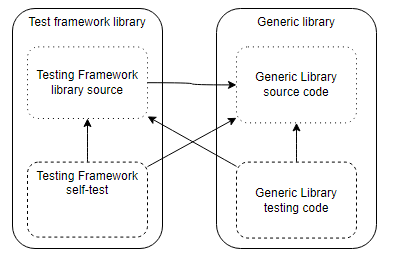 Test framework library
Generic library
Testing Framework
library source
Generic Library
source code
Testing Framework
self-test
Generic Library
testing code